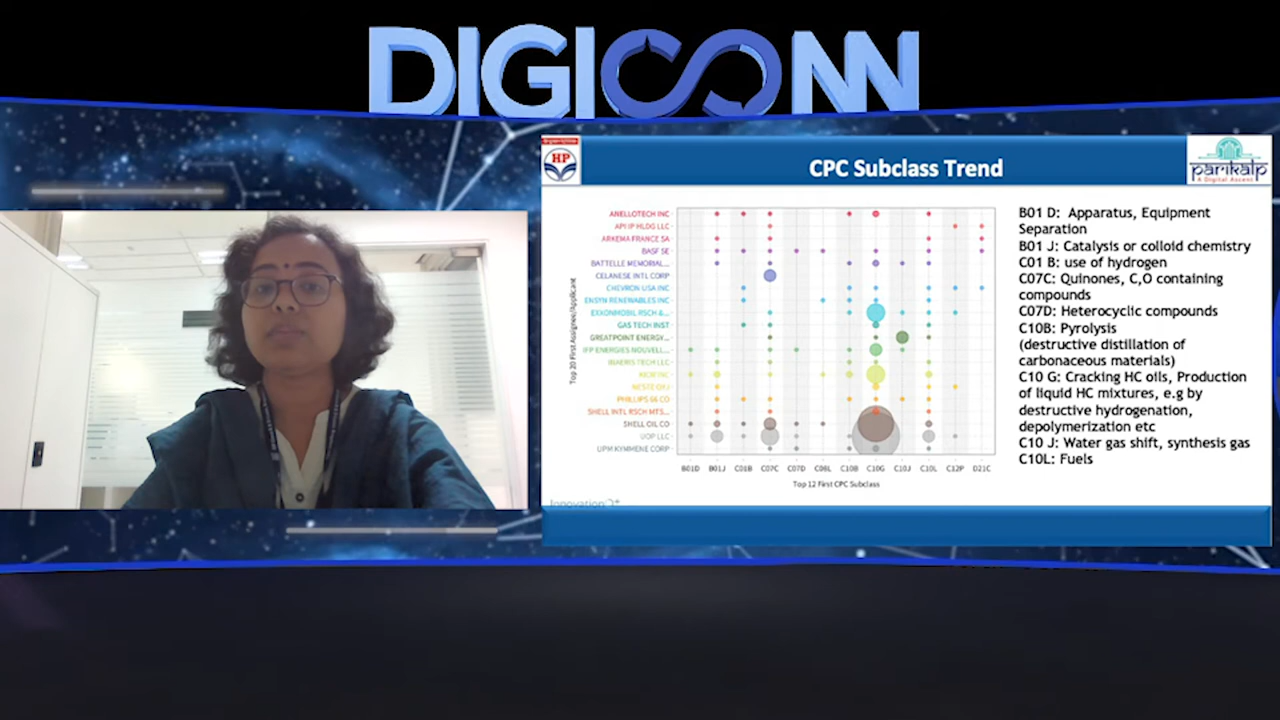 DIGICONN
HP
CPC Subclass Trend
parikalp
A Digital Ascent
Top 20 First Assignee/Applicant
ANELLOTECH INC
API IP HLDG LLC
ARKEMA FRANCE SA
BASF SE
BATTELLE MEMORIAL...
CELANESE INTL CORP
CHEVRON USA INC
ENSYN RENEWABLES INC
EXXONMOBIL RSCH &...
GAS TECH INST
GREATPOINT ENERGY...
IFP ENERGIES NOUVELL...
INAERIS TECH LLC
KIOR INC
NESTE OYJ
PHILLIPS 66 CO
SHELL INTL RSCH MTS...
SHELL OIL CO
UOP LLC
UPM KYMMENE CORP
B01D B01J C01B C07C C07D C08L C10B C10G C10J C10L C12P D21C
Top 12 First CPC Subclass
InnovationQ+
B01 D: Apparatus, Equipment
Separation
B01 J: Catalysis or colloid chemistry
C01 B: use of hydrogen
C07C: Quinones, C,O containing
compounds
C07D: Heterocyclic compounds
C10B: Pyrolysis
(destructive distillation of
carbonaceous materials)
C10 G: Cracking HC oils, Production
of liquid HC mixtures, e.g by
destructive hydrogenation,
depolymerization etc
C10 J: Water gas shift, synthesis gas
C10L: Fuels